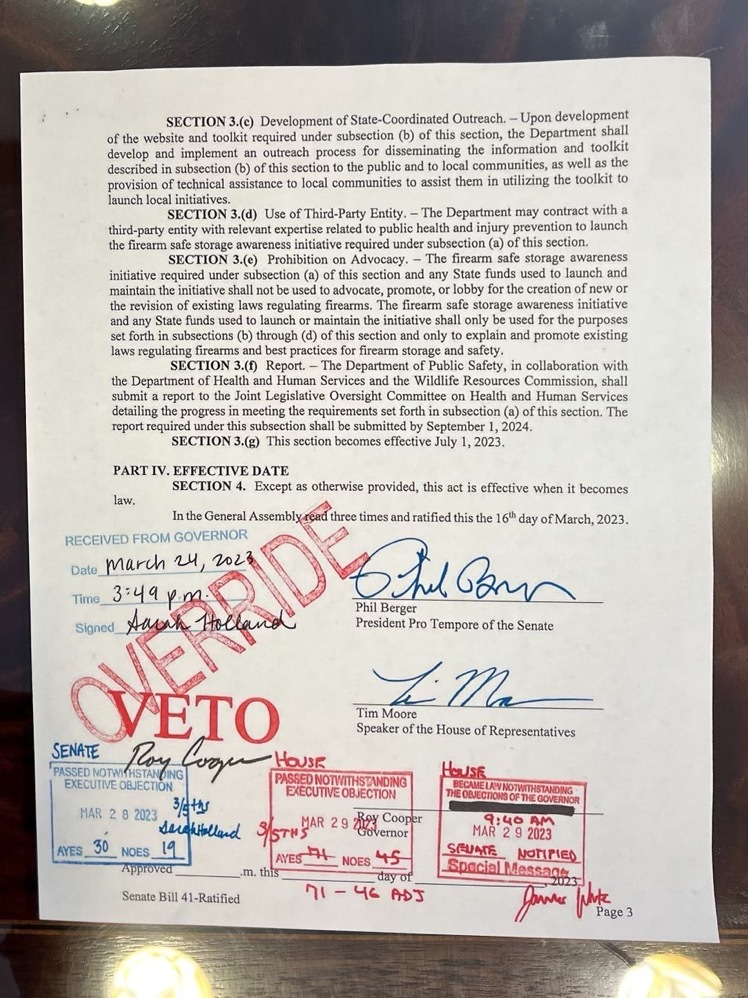 SECTION 3.(c) Development of State-Coordinated Outreach. – Upon development
of the website and toolkit required under subsection (b) of this section, the Department shall
develop and implement an outreach process for disseminating the information and toolkit
described in subsection (b) of this section to the public and to local communities, as well as the
provision of technical assistance to local communities to assist them in utilizing the toolkit to
launch local initiatives.
SECTION 3.(d) Use of Third-Party Entity. – The Department may contract with a
third-party entity with relevant expertise related to public health and injury prevention to launch
the firearm safe storage awareness initiative required under subsection (a) of this section.
SECTION 3.(e) Prohibition on Advocacy. – The firearm safe storage awareness
initiative required under subsection (a) of this section and any State funds used to launch and
maintain the initiative shall not be used to advocate, promote, or lobby for the creation of new or
the revision of existing laws regulating firearms. The firearm safe storage awareness initiative
and any State funds used to launch or maintain the initiative shall only be used for the purposes
set forth in subsections (b) through (d) of this section and only to explain and promote existing
laws regulating firearms and best practices for firearm storage and safety.
SECTION 3.(f) Report. – The Department of Public Safety, in collaboration with
the Department of Health and Human Services and the Wildlife Resources Commission, shall
submit a report to the Joint Legislative Oversight Committee on Health and Human Services
detailing the progress in meeting the requirements set forth in subsection (a) of this section. The
report required under this subsection shall be submitted by September 1, 2024.
SECTION 3.(g) This section becomes effective July 1, 2023.
PART IV. EFFECTIVE DATE
SECTION 4. Except as otherwise provided, this act is effective when it becomes
law.
In the General Assembly read three times and ratified this the 16th day of March, 2023.
RECEIVED FROM GOVERNOR
Date March 24, 2023
Time 3:49 p.m.
Signed Sarah Holland
OVERRIDE
Phil Berger
Phil Berger
President Pro Tempore of the Senate
Tim Moore
Speaker of the House of Representatives
VETO
Roy Cooper
SENATE
PASSED NOTWITHSTANDING
EXECUTIVE OBJECTION
MAR 28 2023
3/5ths
Sarah Holland
AYES 30 NOES 19
HOUSE
PASSED NOTWITHSTANDING
EXECUTIVE OBJECTION
MAR 29 2023
3/5THS
AYES 71 NOES 45
71 – 46 ADJ
Roy Cooper
Governor
HOUSE
BECAME LAW NOTWITHSTANDING
THE OBJECTIONS OF THE GOVERNOR
9:40 AM
MAR 29 2023
SENATE NOTIFIED
Special Message
Approved .m. this day of , 2023
Senate Bill 41-Ratified
Page 3